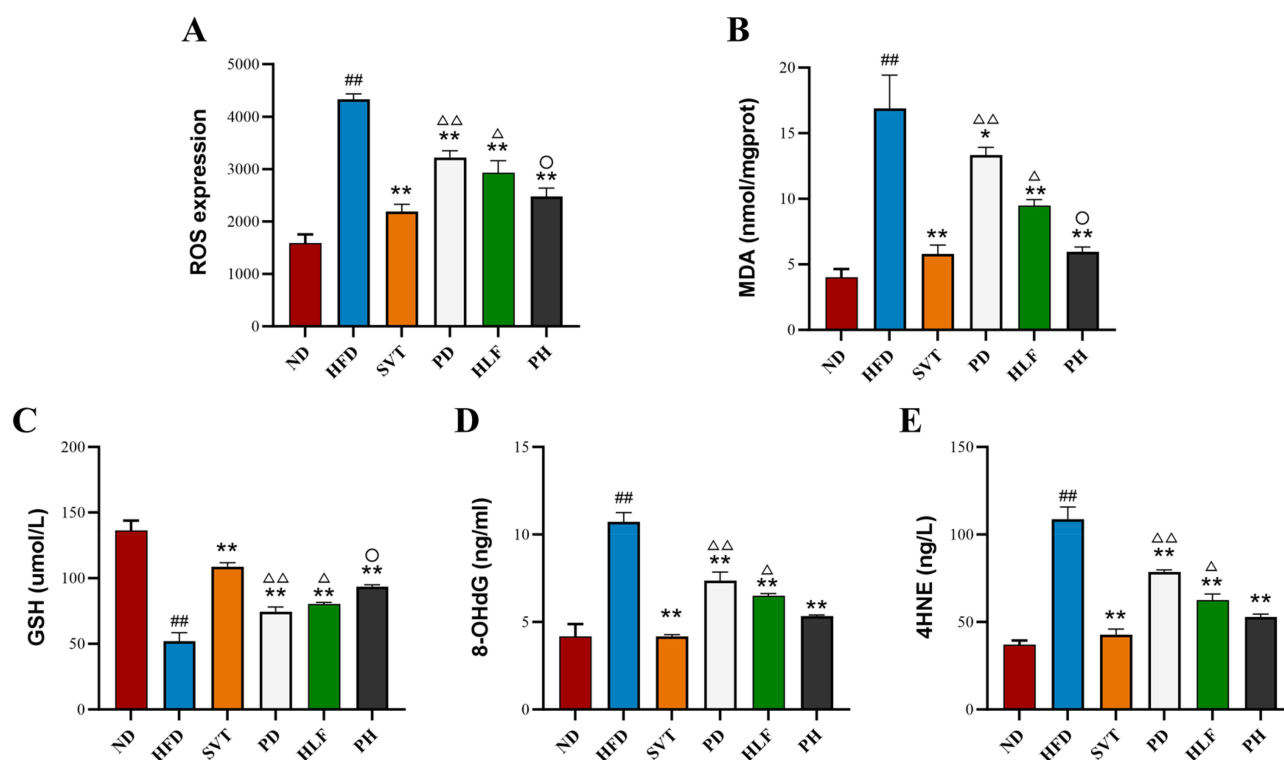 A
ROS expression
5000
4000
3000
2000
1000
0
##
**
△△
**
△
**
○
**
ND
HFD
SVT
PD
HLF
PH
B
MDA (nmol/mgprot)
20
15
10
5
0
##
**
△△
*
△
**
○
**
ND
HFD
SVT
PD
HLF
PH
C
GSH (umol/L)
200
150
100
50
0
##
**
△△
**
△
**
○
**
ND
HFD
SVT
PD
HLF
PH
D
8-OHdG (ng/ml)
15
10
5
0
##
**
△△
**
△
**
**
ND
HFD
SVT
PD
HLF
PH
E
4HNE (ng/L)
150
100
50
0
##
**
△△
**
△
**
**
ND
HFD
SVT
PD
HLF
PH